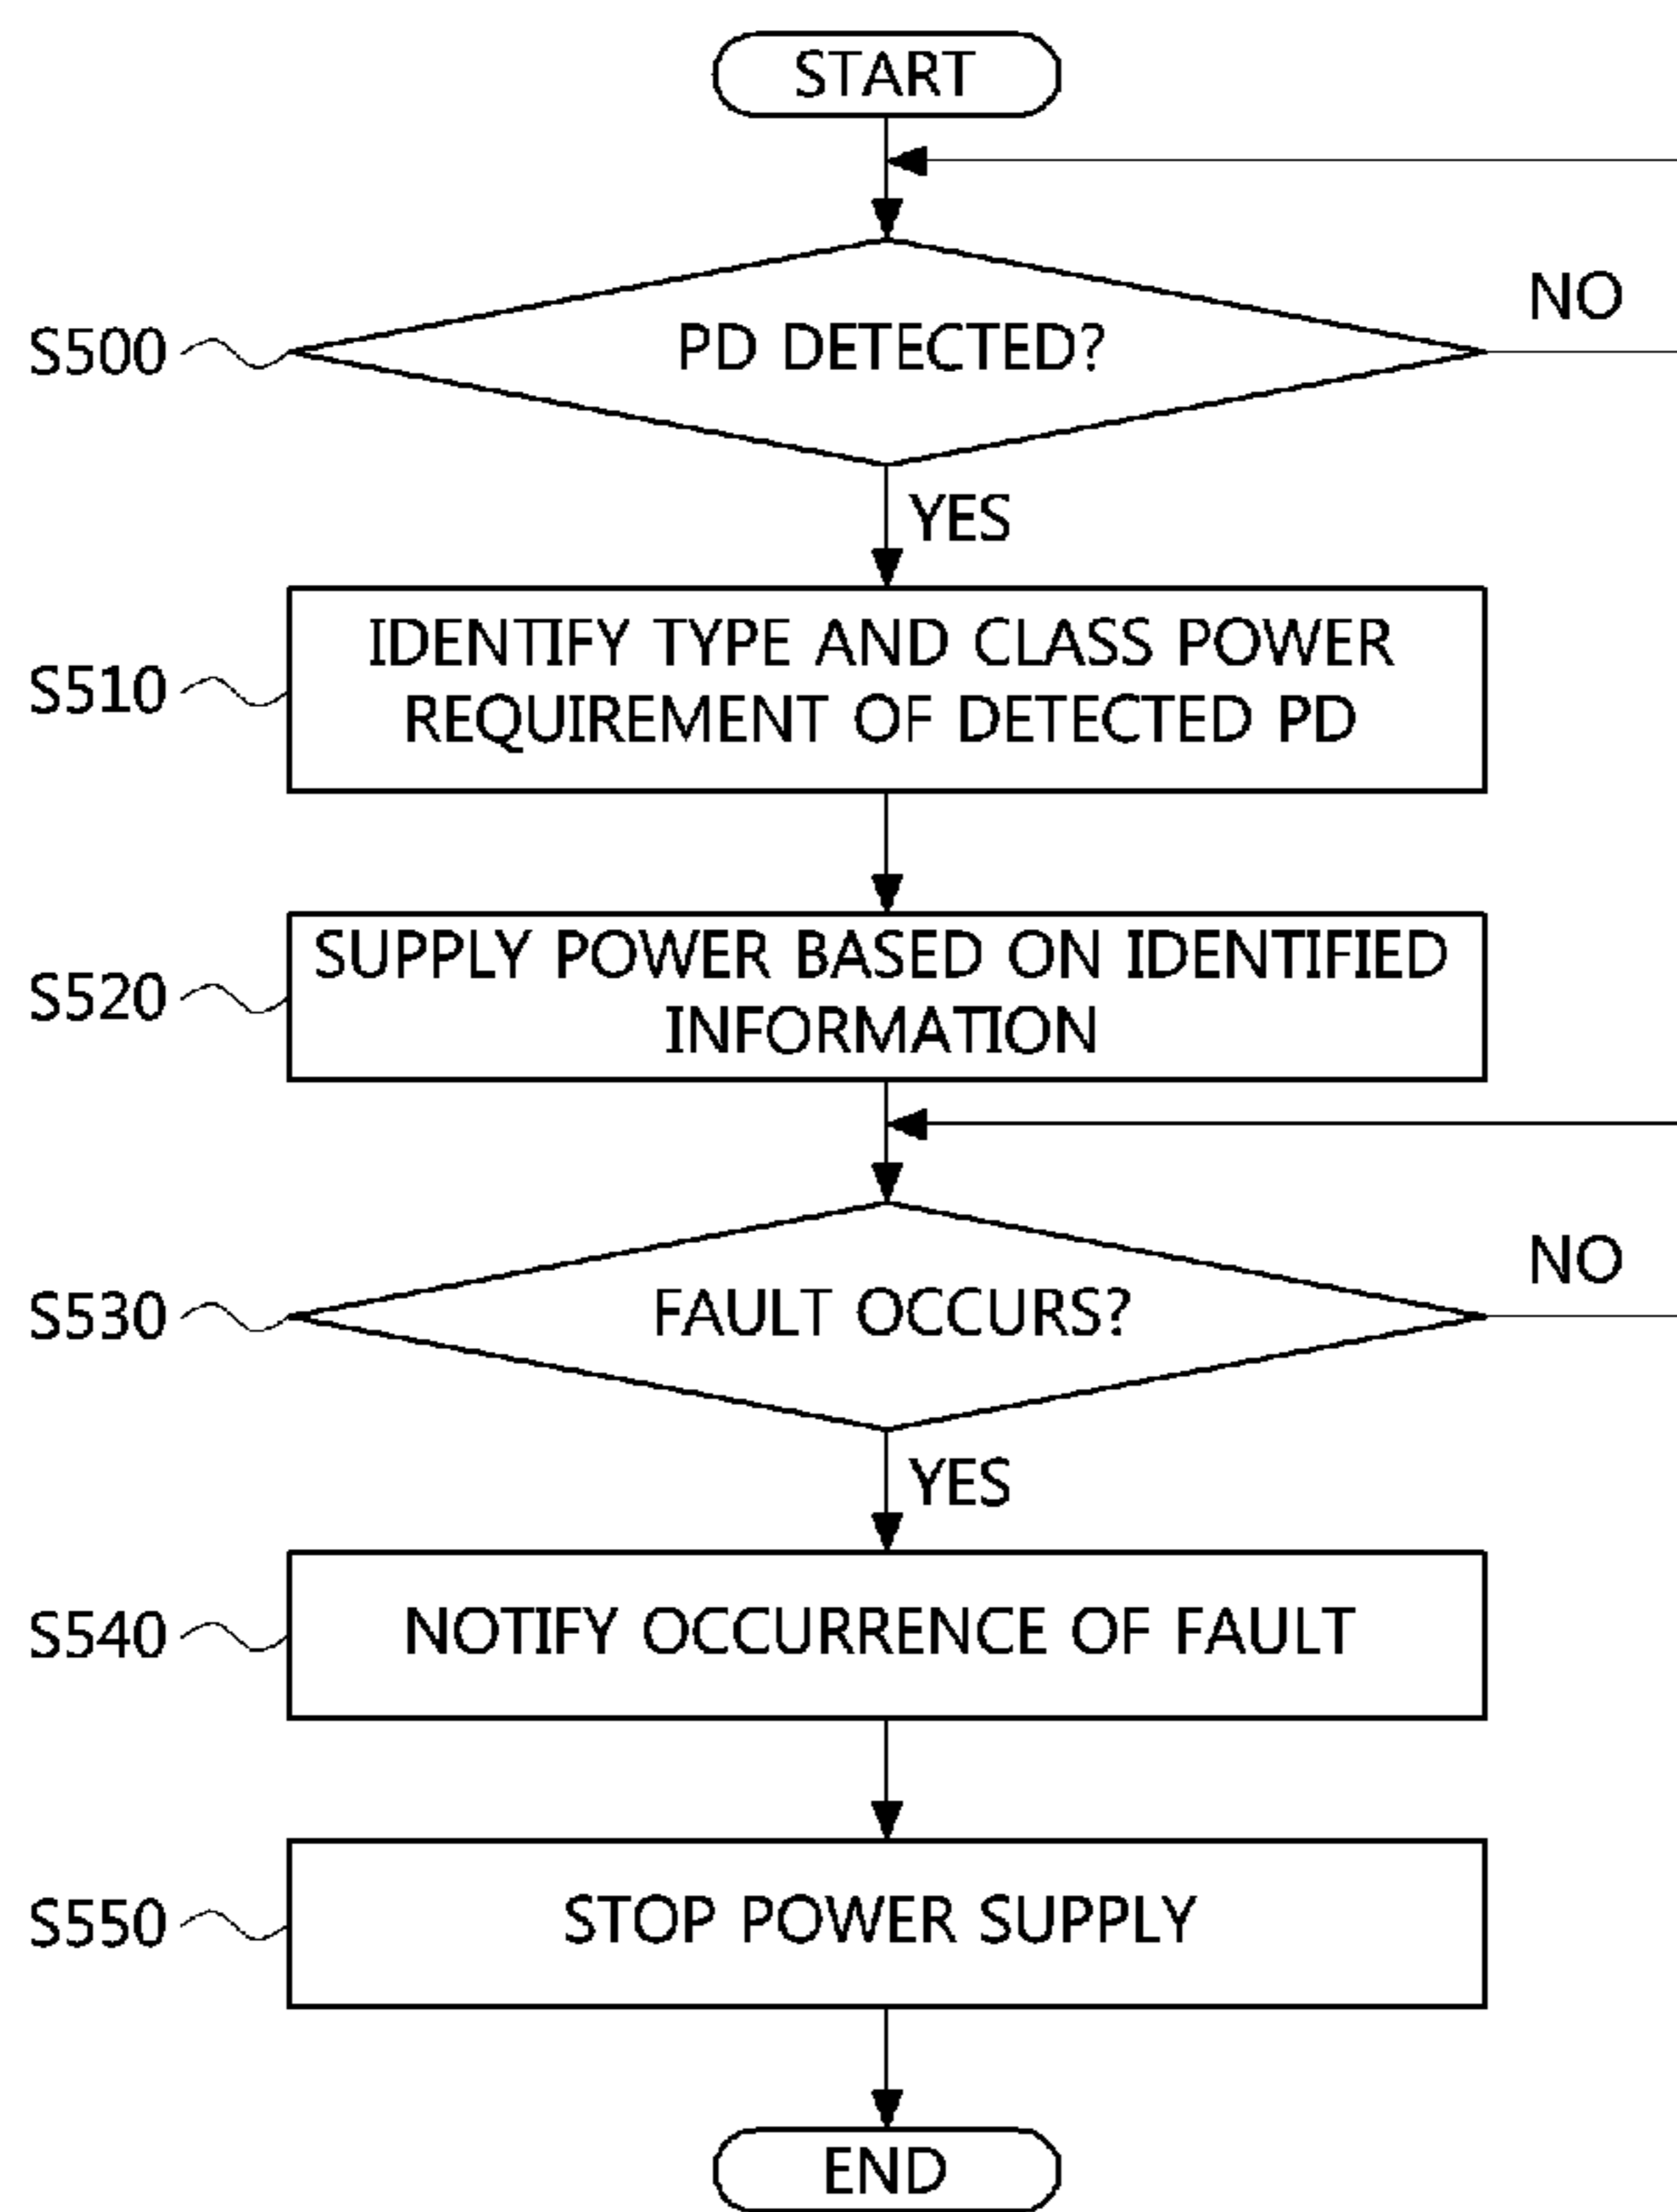 START
NO
S500
PD DETECTED?
YES
S510
IDENTIFY TYPE AND CLASS POWER
REQUIREMENT OF DETECTED PD
S520
SUPPLY POWER BASED ON IDENTIFIED
INFORMATION
NO
S530
FAULT OCCURS?
YES
S540
NOTIFY OCCURRENCE OF FAULT
S550
STOP POWER SUPPLY
END